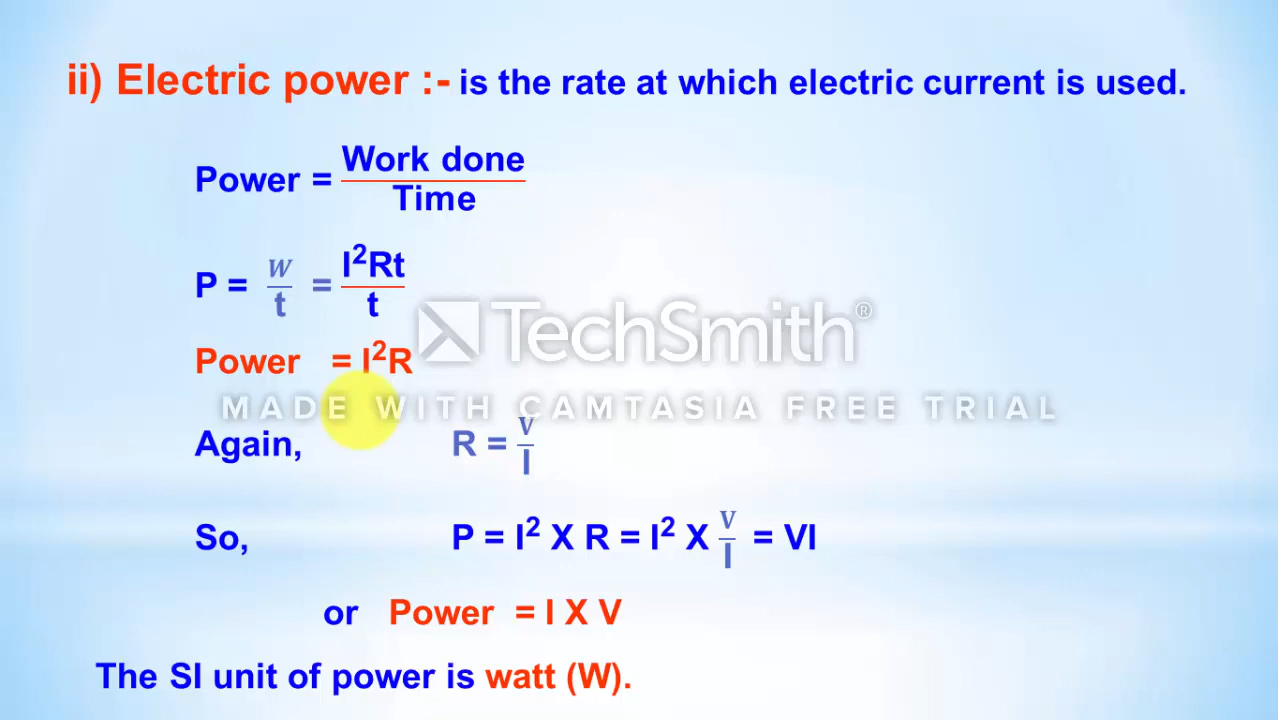 ii) Electric power :- is the rate at which electric current is used.
Power = Work done / Time
P = W/t = I²Rt/t
TechSmith®
Power = I²R
MADE WITH CAMTASIA FREE TRIAL
Again, R = V/I
So, P = I² X R = I² X V/I = VI
or Power = I X V
The SI unit of power is watt (W).